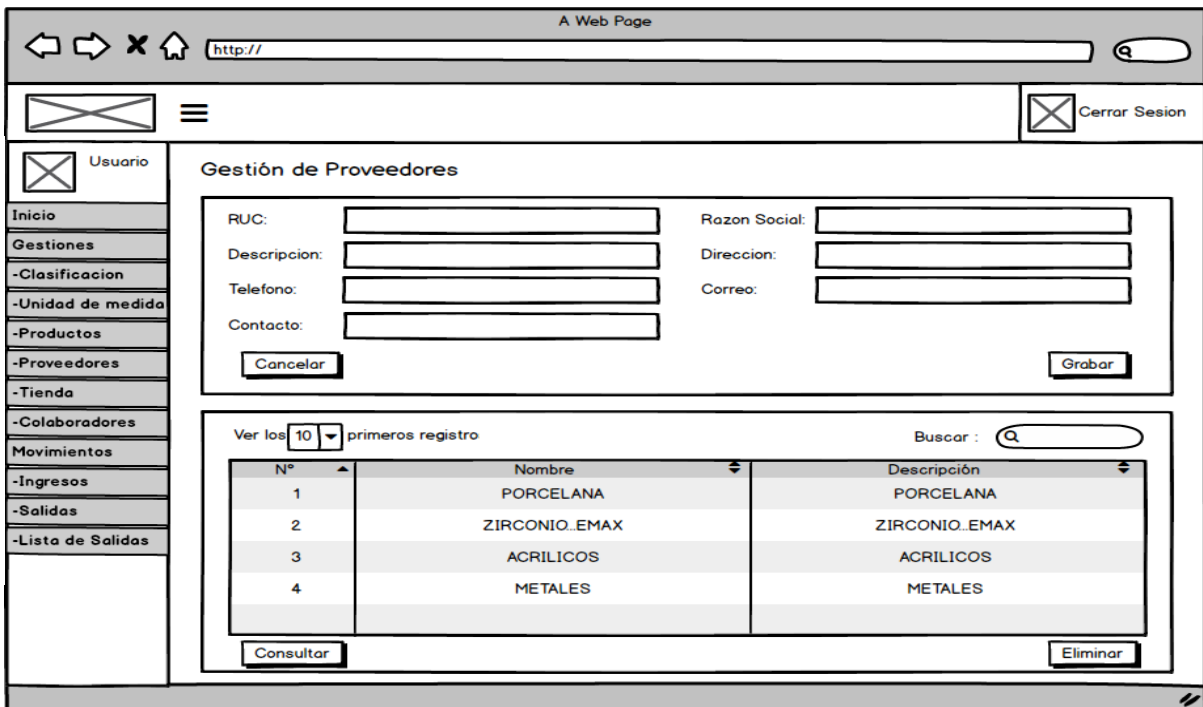 A Web Page
http://
Cerrar Sesion
Usuario
Inicio
Gestiones
-Clasificacion
-Unidad de medida
-Productos
-Proveedores
-Tienda
-Colaboradores
Movimientos
-Ingresos
-Salidas
-Lista de Salidas
Gestión de Proveedores
RUC: Razon Social:
Descripcion: Direccion:
Telefono: Correo:
Contacto:
Cancelar Grabar
Ver los 10 primeros registro Buscar :
N° Nombre Descripción
1 PORCELANA PORCELANA
2 ZIRCONIO..EMAX ZIRCONIO..EMAX
3 ACRILICOS ACRILICOS
4 METALES METALES
Consultar Eliminar